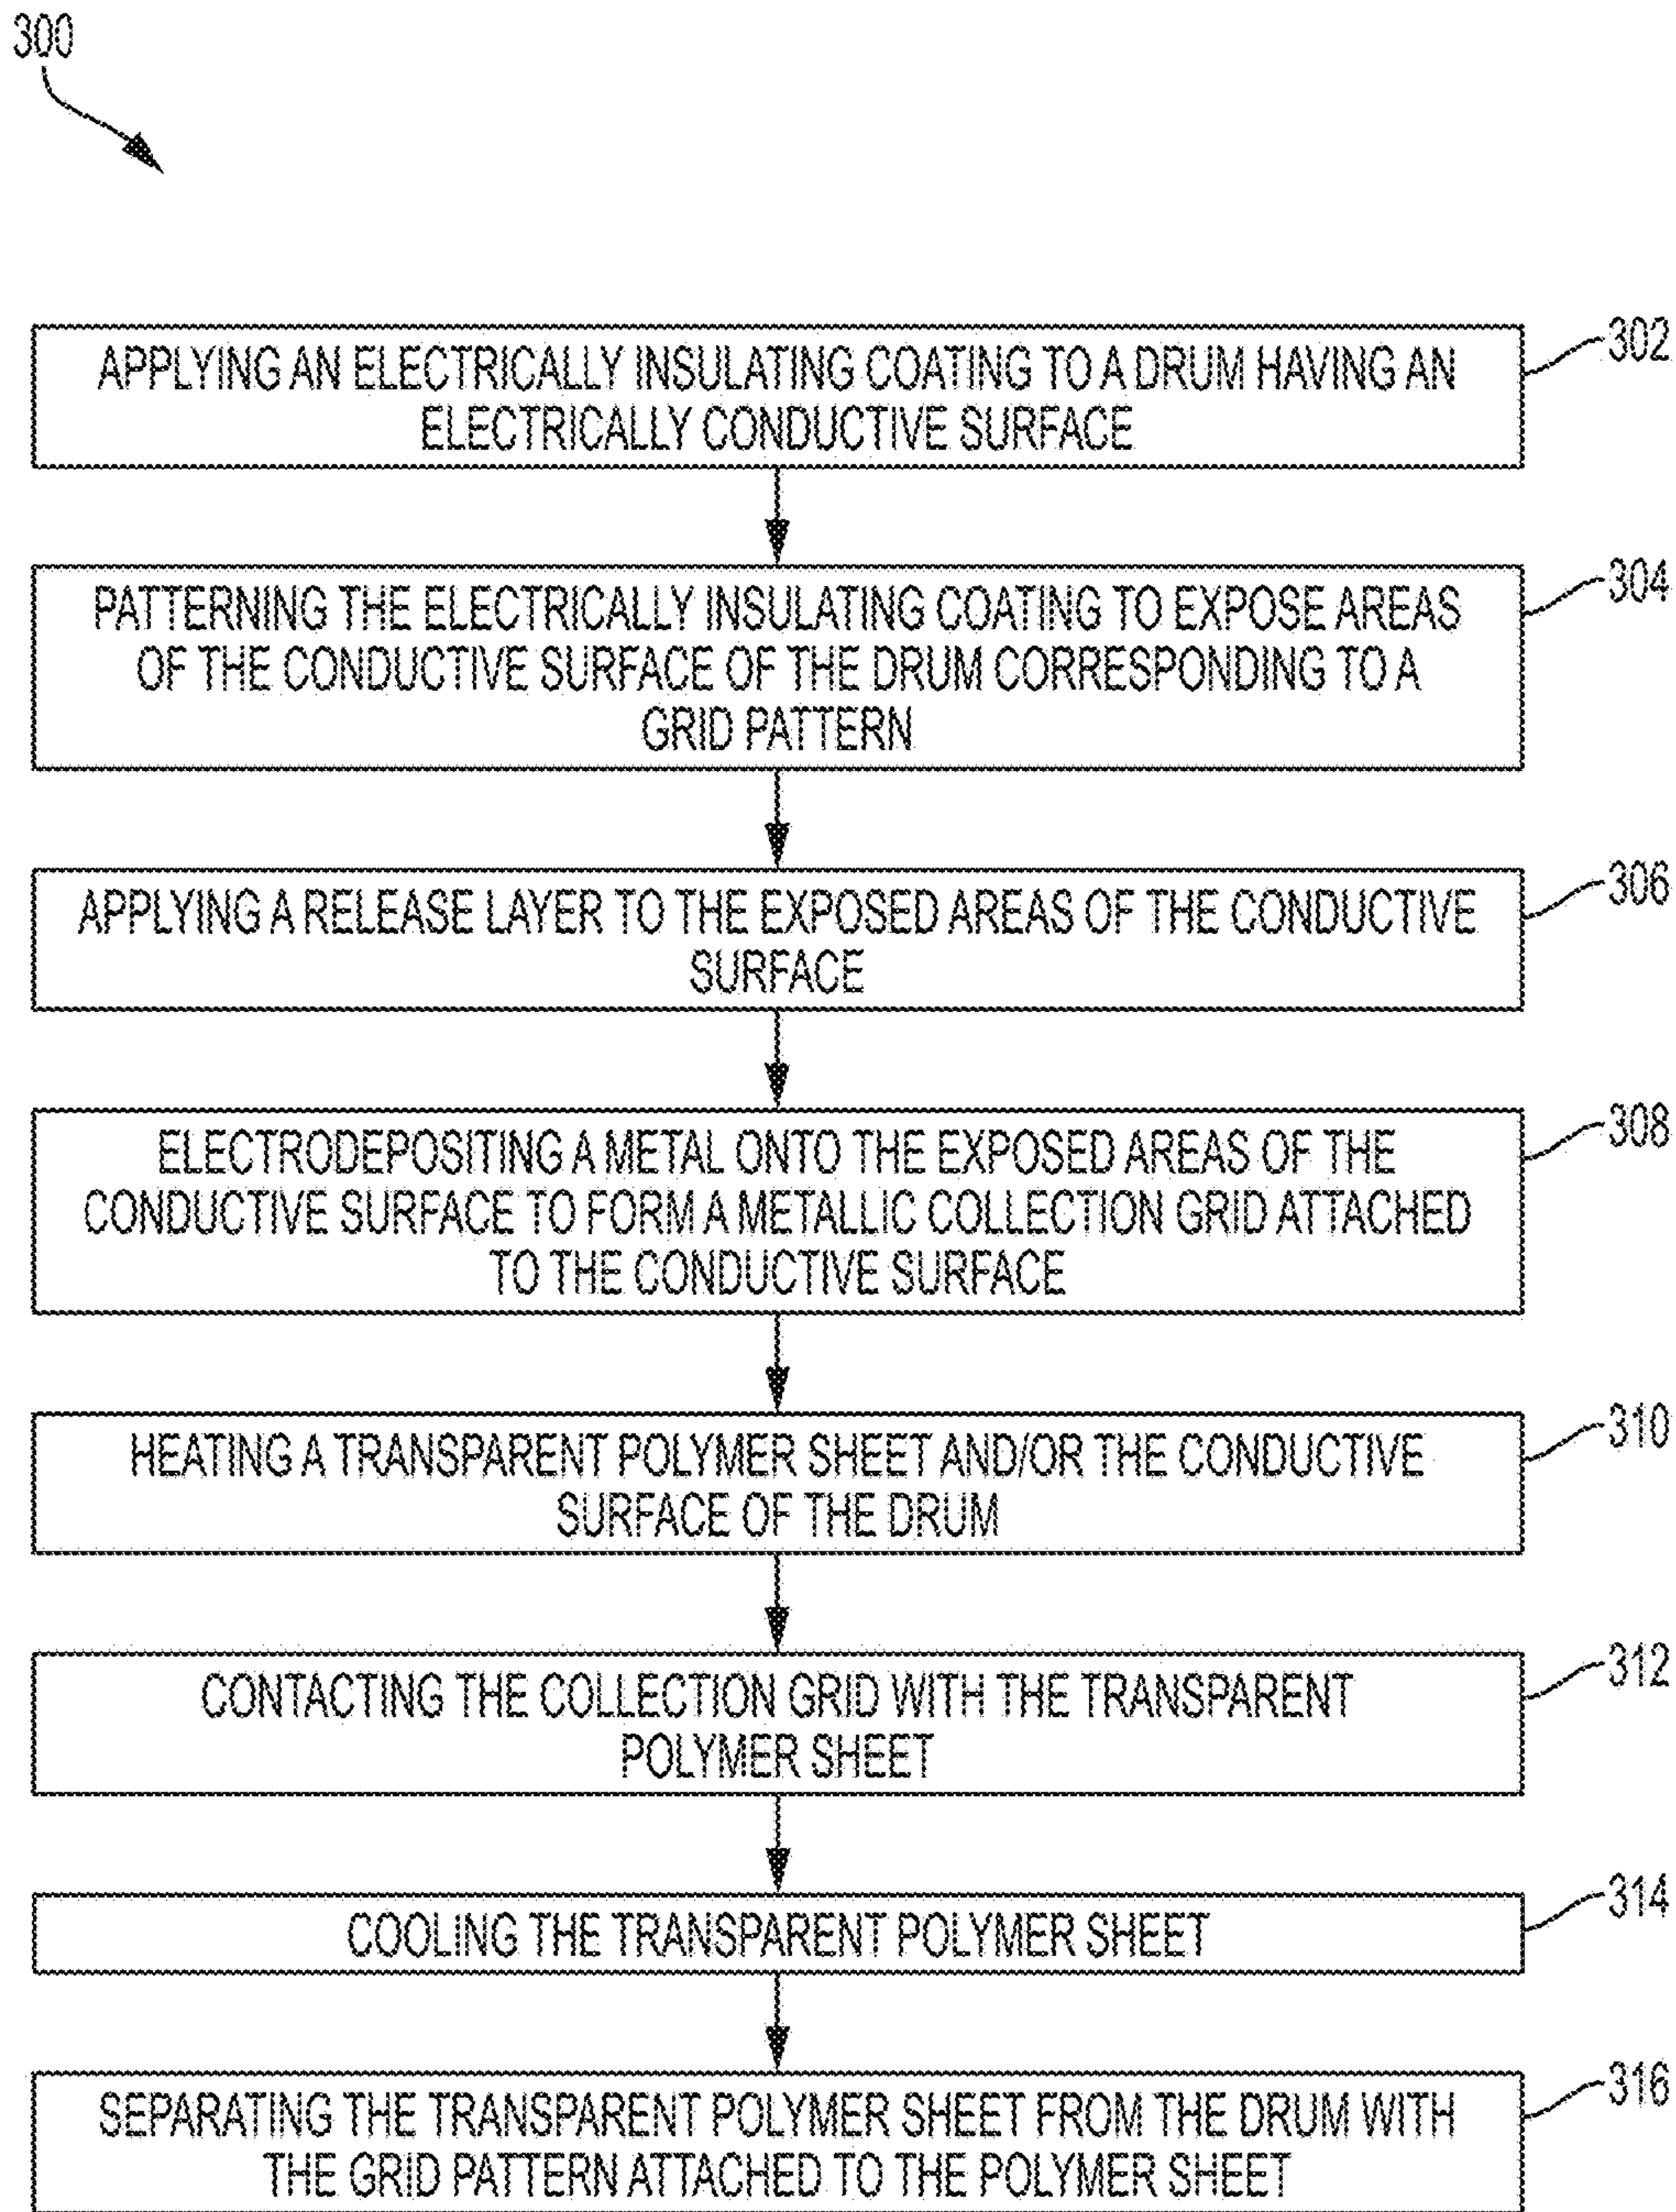 300
APPLYING AN ELECTRICALLY INSULATING COATING TO A DRUM HAVING AN
ELECTRICALLY CONDUCTIVE SURFACE
302
PATTERNING THE ELECTRICALLY INSULATING COATING TO EXPOSE AREAS
OF THE CONDUCTIVE SURFACE OF THE DRUM CORRESPONDING TO A
GRID PATTERN
304
APPLYING A RELEASE LAYER TO THE EXPOSED AREAS OF THE CONDUCTIVE
SURFACE
306
ELECTRODEPOSITING A METAL ONTO THE EXPOSED AREAS OF THE
CONDUCTIVE SURFACE TO FORM A METALLIC COLLECTION GRID ATTACHED
TO THE CONDUCTIVE SURFACE
308
HEATING A TRANSPARENT POLYMER SHEET AND/OR THE CONDUCTIVE
SURFACE OF THE DRUM
310
CONTACTING THE COLLECTION GRID WITH THE TRANSPARENT
POLYMER SHEET
312
COOLING THE TRANSPARENT POLYMER SHEET
314
SEPARATING THE TRANSPARENT POLYMER SHEET FROM THE DRUM WITH
THE GRID PATTERN ATTACHED TO THE POLYMER SHEET
316